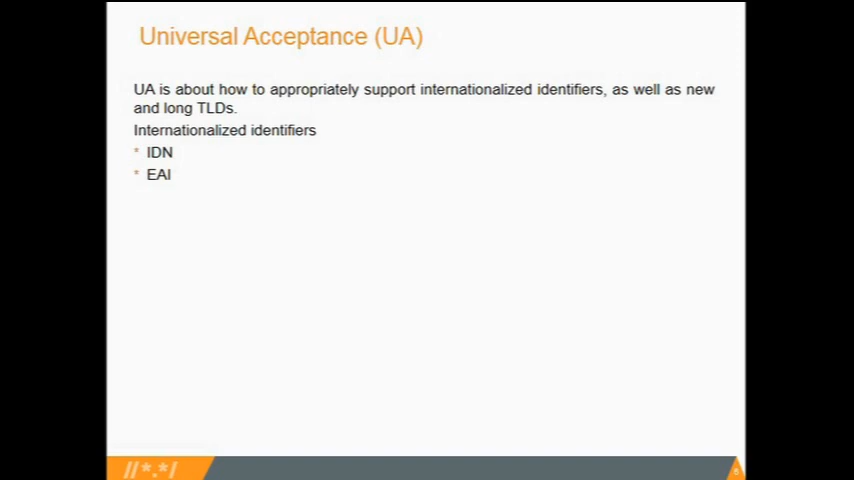 Universal Acceptance (UA)
UA is about how to appropriately support internationalized identifiers, as well as new
and long TLDs.
Internationalized identifiers
* IDN
* EAI
//*.*/
6